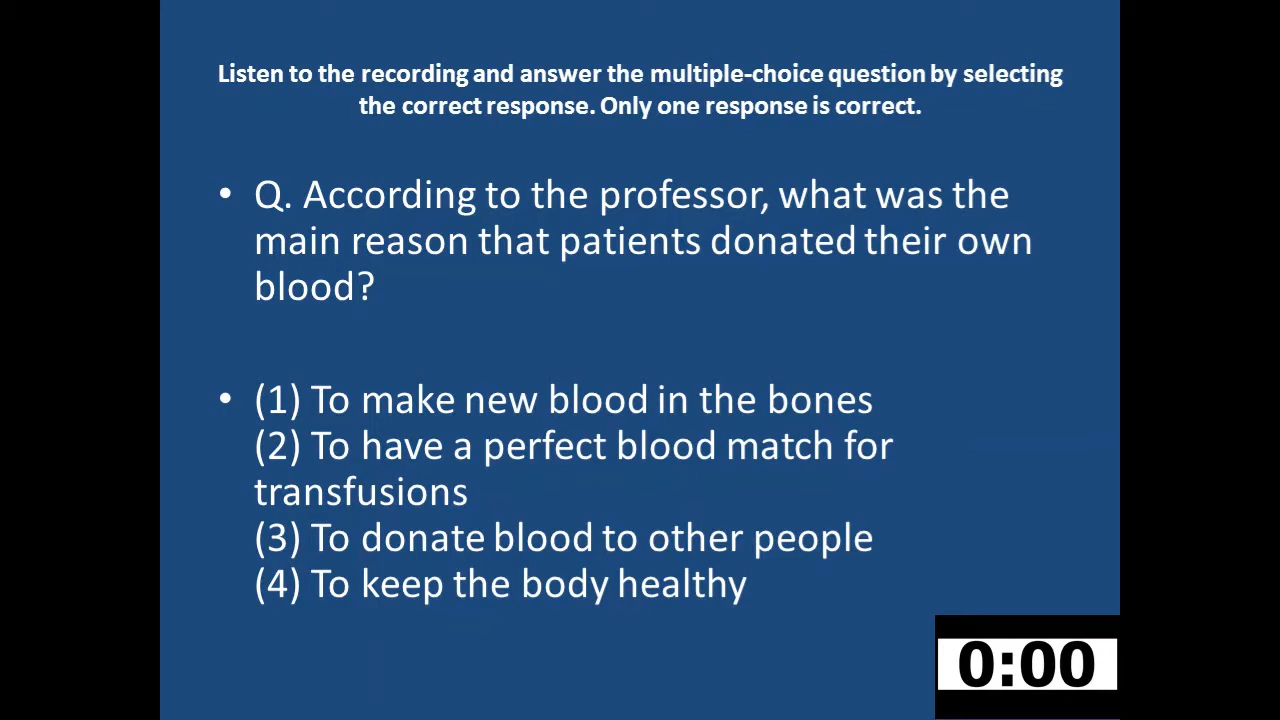 Listen to the recording and answer the multiple-choice question by selecting
the correct response. Only one response is correct.
• Q. According to the professor, what was the
main reason that patients donated their own
blood?
• (1) To make new blood in the bones
(2) To have a perfect blood match for
transfusions
(3) To donate blood to other people
(4) To keep the body healthy
0:00